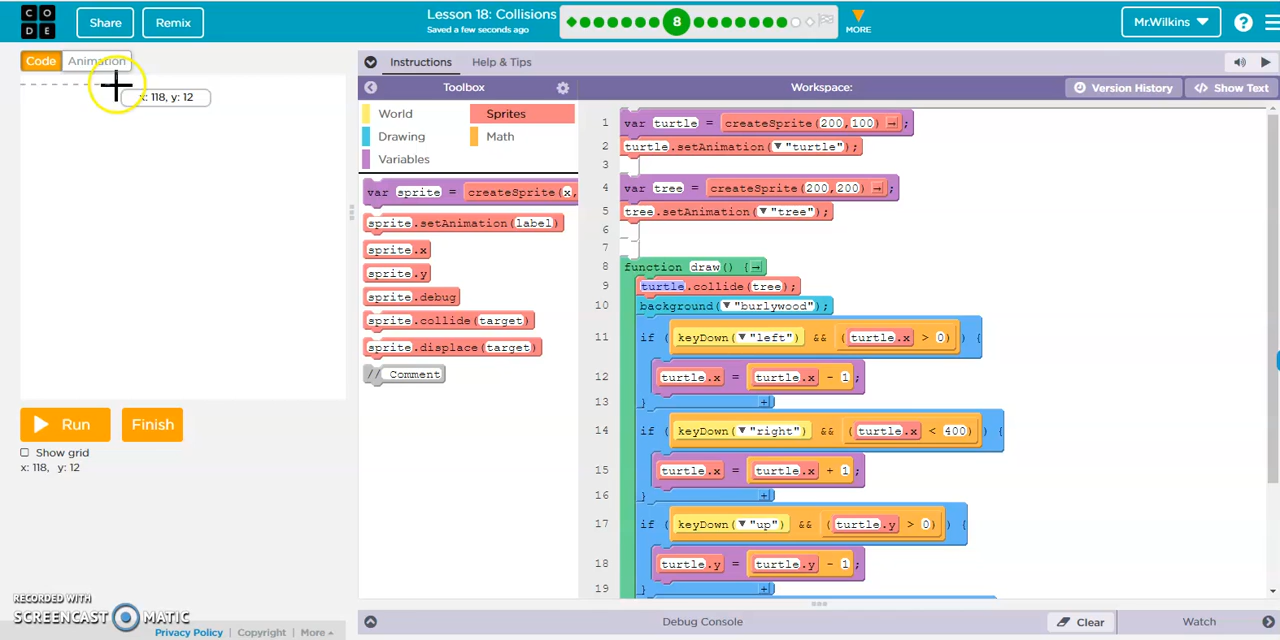 C O
D E
Share
Remix
Lesson 18: Collisions
Saved a few seconds ago
8
MORE
Mr.Wilkins
?
Code
Animation
x: 118, y: 12
Run
Finish
Show grid
x: 118, y: 12
RECORDED WITH
SCREENCAST MATIC
Privacy Policy | Copyright | More
Instructions
Help & Tips
Toolbox
Workspace:
Version History
</> Show Text
World
Sprites
Drawing
Math
Variables
var sprite = createSprite(x,
sprite.setAnimation(label)
sprite.x
sprite.y
sprite.debug
sprite.collide(target)
sprite.displace(target)
// Comment
1 var turtle = createSprite(200,100);
2 turtle.setAnimation("turtle");
3
4 var tree = createSprite(200,200);
5 tree.setAnimation("tree");
6
7
8 function draw() {
9 turtle.collide(tree);
10 background("burlywood");
11 if (keyDown("left") && (turtle.x > 0)) {
12 turtle.x = turtle.x - 1;
13 }
14 if (keyDown("right") && (turtle.x < 400)) {
15 turtle.x = turtle.x + 1;
16 }
17 if (keyDown("up") && (turtle.y > 0)) {
18 turtle.y = turtle.y - 1;
19 }
Debug Console
Clear
Watch